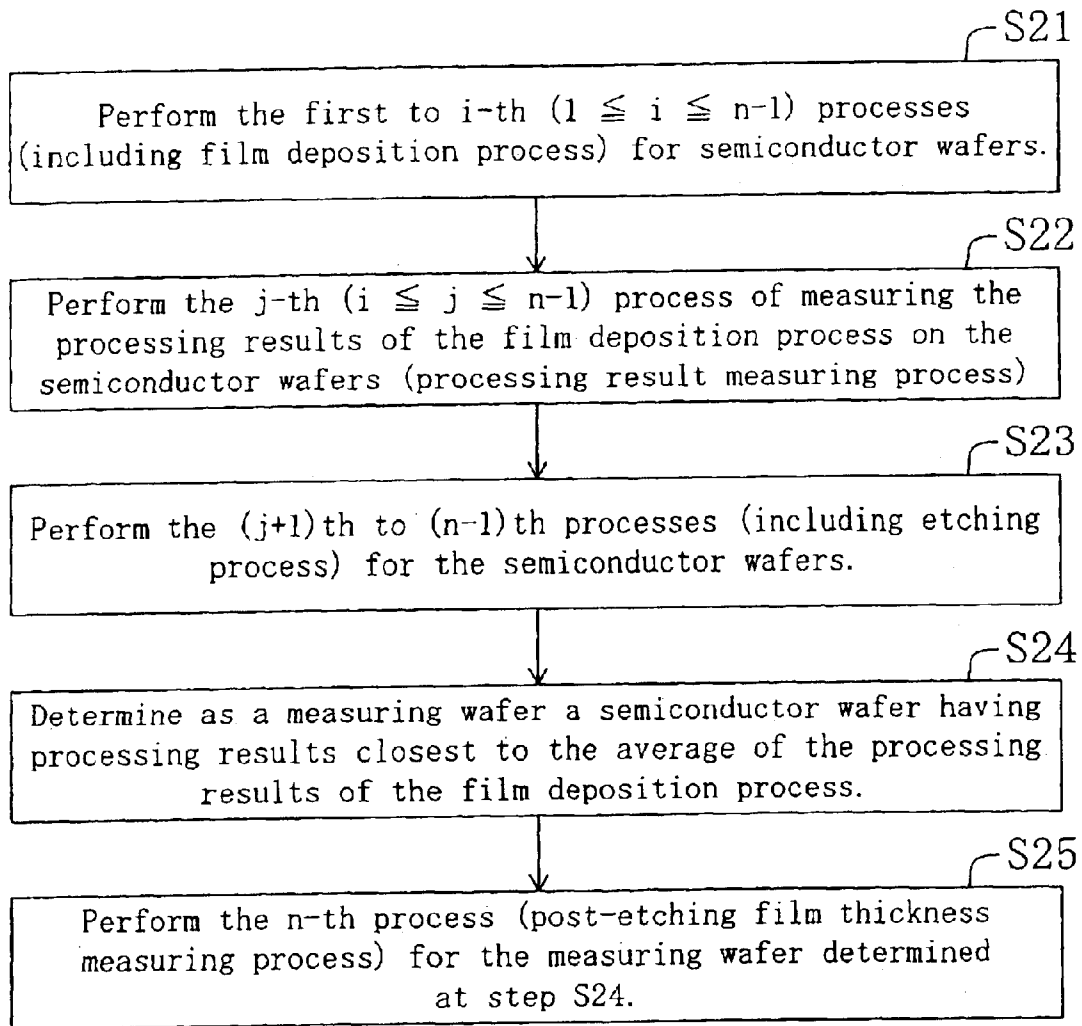 S21
Perform the first to i-th (1 ≦ i ≦ n-1) processes
(including film deposition process) for semiconductor wafers.
S22
Perform the j-th (i ≦ j ≦ n-1) process of measuring the
processing results of the film deposition process on the
semiconductor wafers (processing result measuring process)
S23
Perform the (j+1)th to (n-1)th processes (including etching
process) for the semiconductor wafers.
S24
Determine as a measuring wafer a semiconductor wafer having
processing results closest to the average of the processing
results of the film deposition process.
S25
Perform the n-th process (post-etching film thickness
measuring process) for the measuring wafer determined
at step S24.